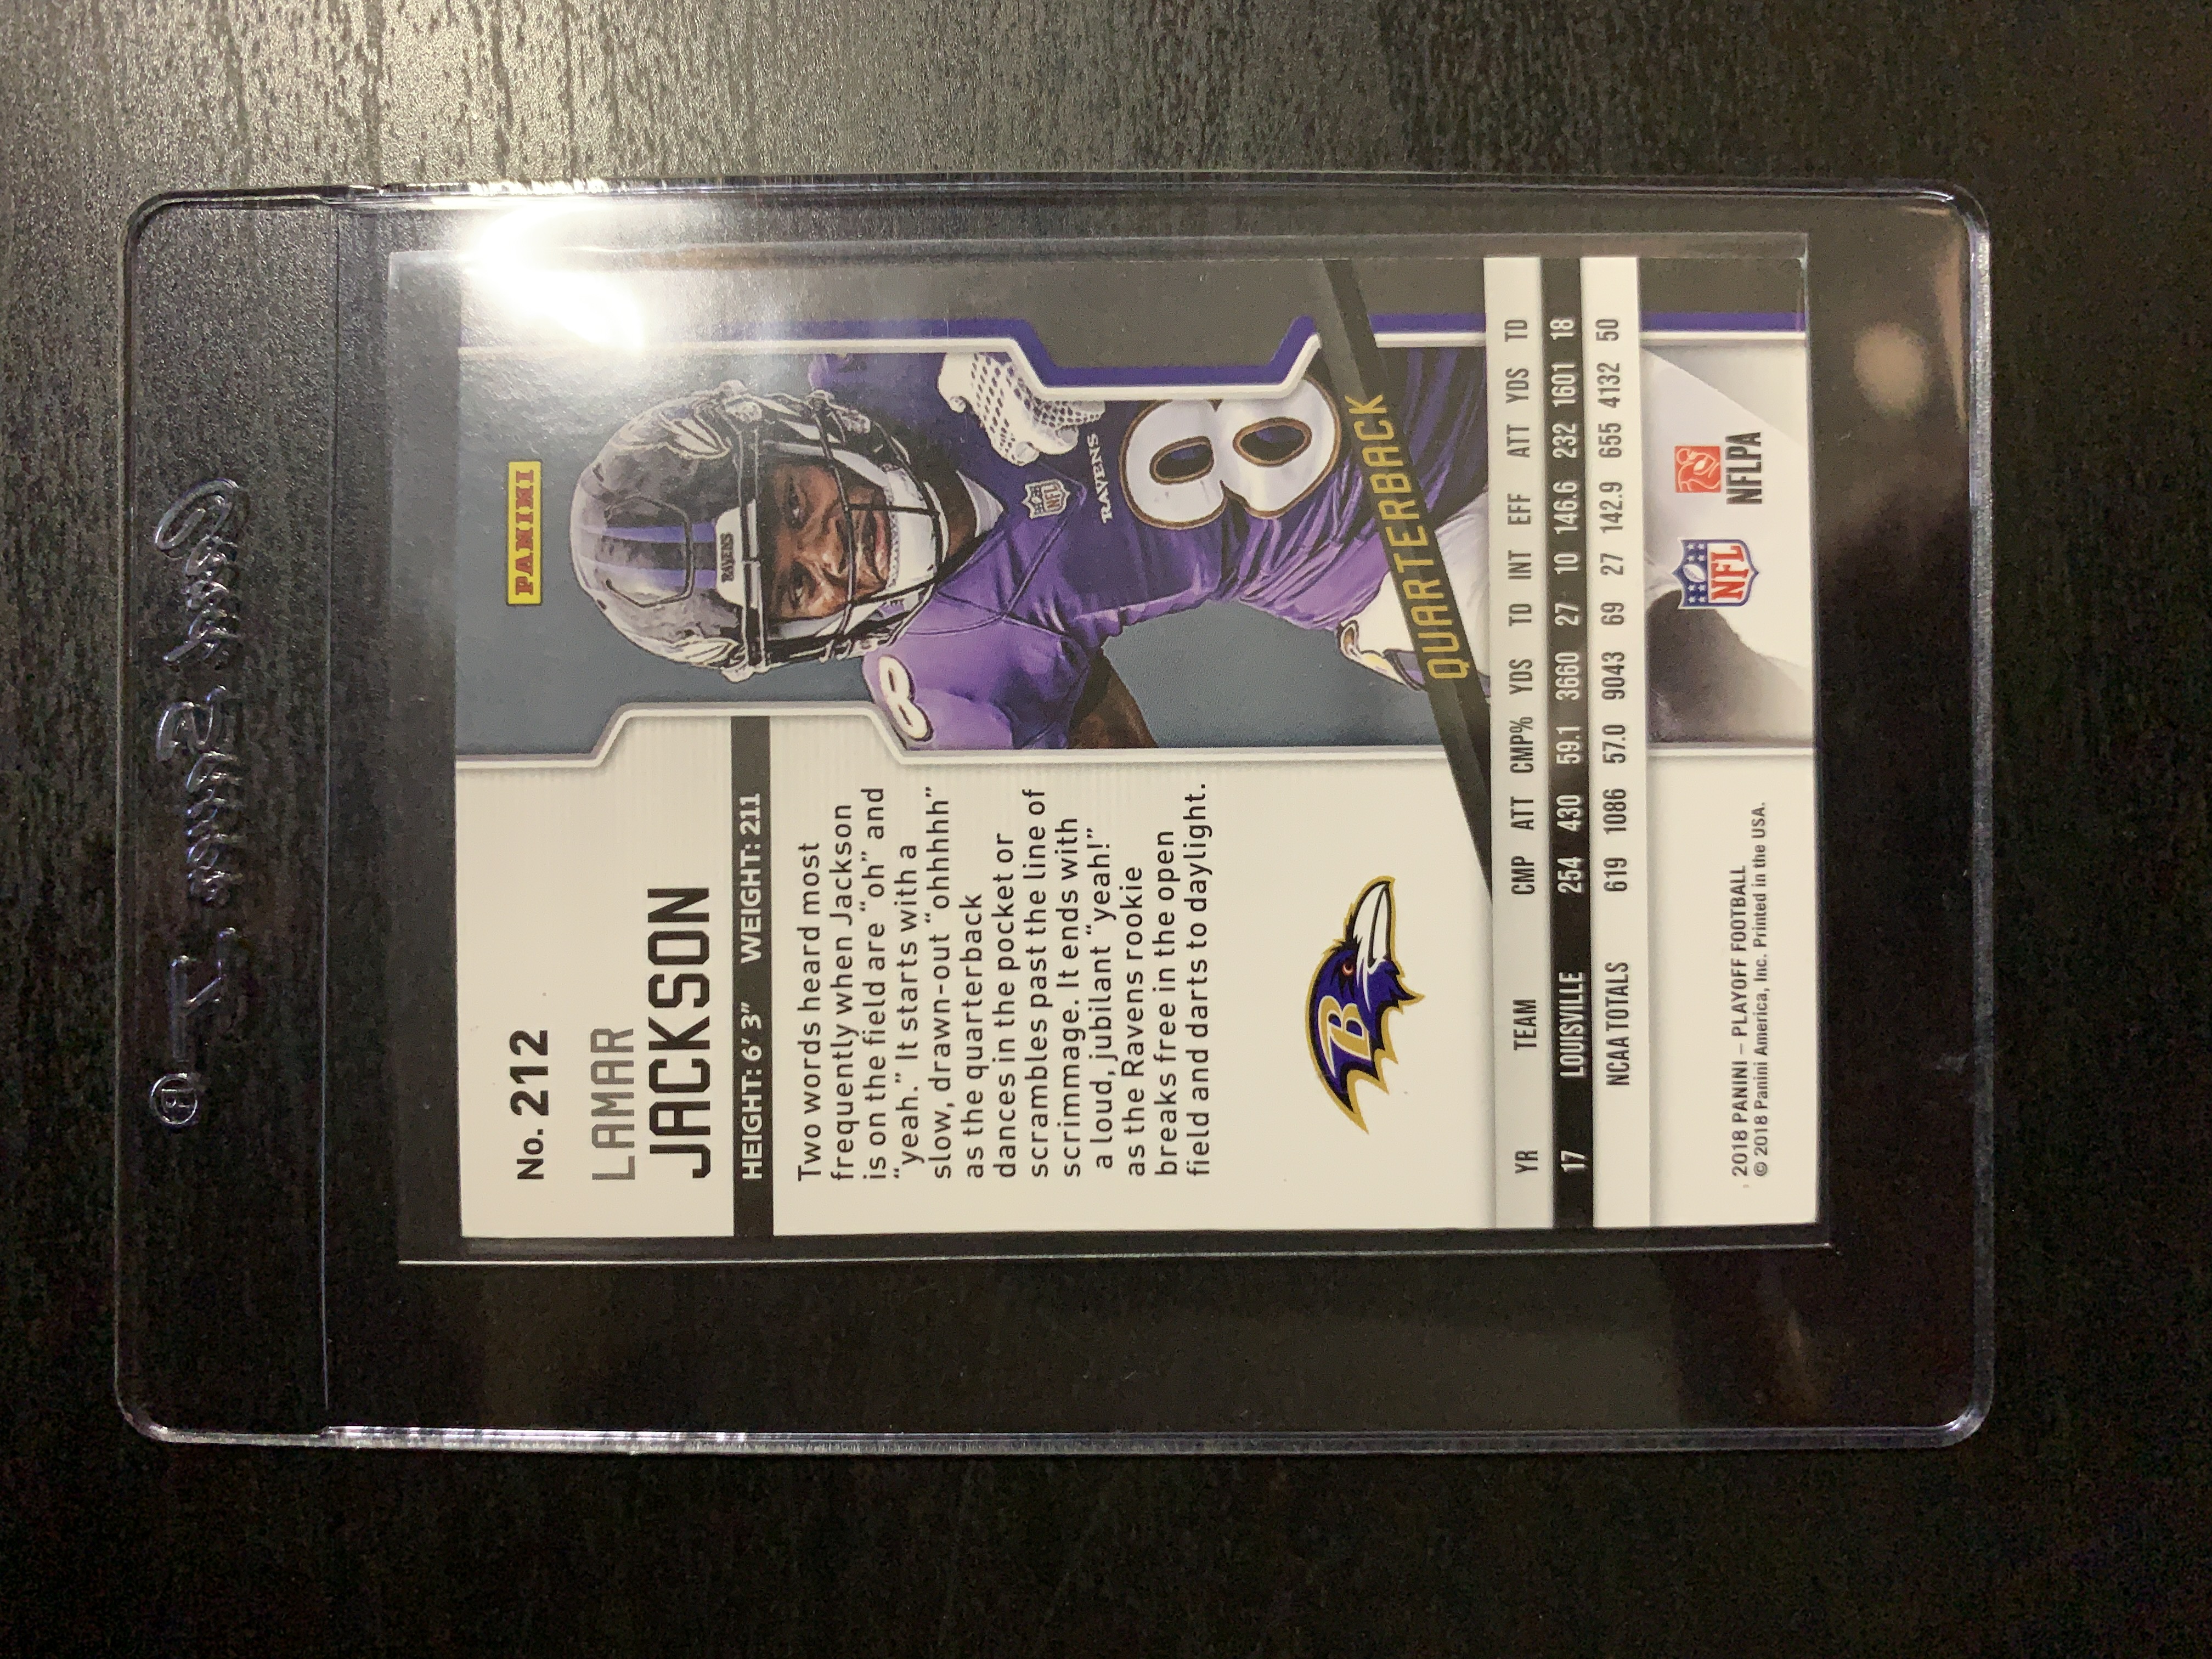 Card Saver I®
No. 212
PANINI
LAMAR
JACKSON
HEIGHT: 6' 3" WEIGHT: 211
Two words heard most
frequently when Jackson
is on the field are “oh” and
“yeah.” It starts with a
slow, drawn-out “ohhhhh”
as the quarterback
dances in the pocket or
scrambles past the line of
scrimmage. It ends with
a loud, jubilant “yeah!”
as the Ravens rookie
breaks free in the open
field and darts to daylight.
RAVENS
8
NFL
RAVENS
8
B
QUARTERBACK
YR TEAM CMP ATT CMP% YDS TD INT EFF ATT YDS TD
17 LOUISVILLE 254 430 59.1 3660 27 10 146.6 232 1601 18
NCAA TOTALS 619 1086 57.0 9043 69 27 142.9 655 4132 50
2018 PANINI – PLAYOFF FOOTBALL
© 2018 Panini America, Inc. Printed in the USA.
NFL
NFLPA